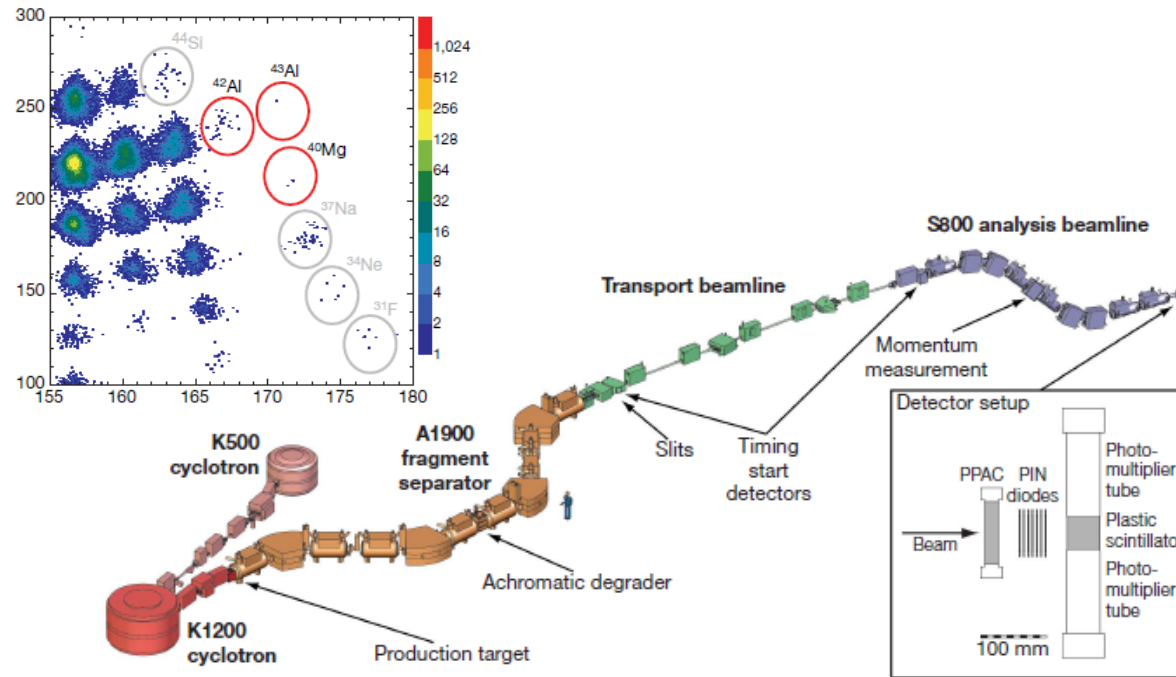 300
250
200
150
100
155
160
165
170
175
180
⁴⁴Si
⁴²Al
⁴³Al
⁴⁰Mg
³⁷Na
³⁴Ne
³¹F
1,024
512
256
128
64
32
16
8
4
2
1
S800 analysis beamline
Transport beamline
Momentum
measurement
Slits
Timing
start
detectors
A1900
fragment
separator
K500
cyclotron
Achromatic degrader
K1200
cyclotron
Production target
Detector setup
PPAC
PIN
diodes
Photo-
multiplier
tube
Plastic
scintillato
Photo-
multiplier
tube
Beam
100 mm